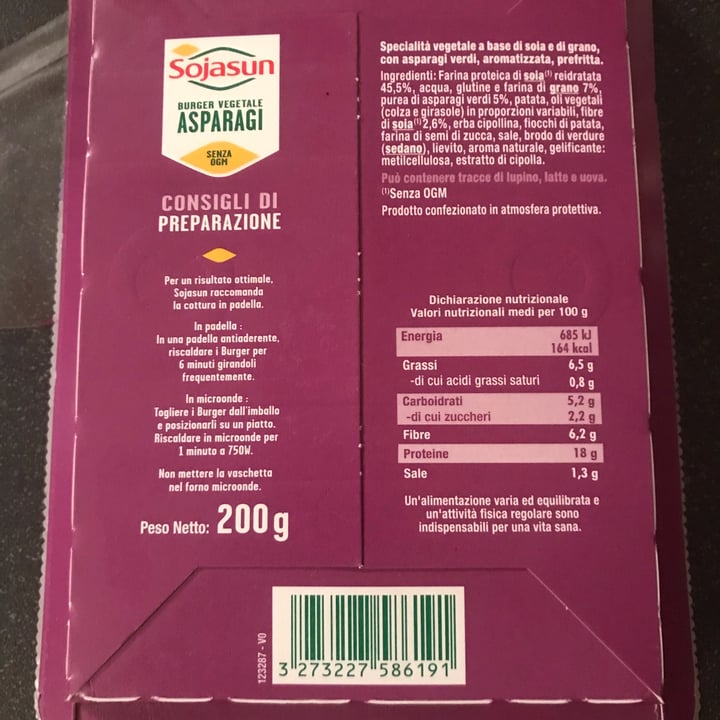 Sojasun
BURGER VEGETALE
ASPARAGI
SENZA
OGM
CONSIGLI DI
PREPARAZIONE
Per un risultato ottimale,
Sojasun raccomanda
la cottura in padella.
In padella :
In una padella antiaderente,
riscaldare i Burger per
6 minuti girandoli
frequentemente.
In microonde :
Togliere i Burger dall'imballo
e posizionarli su un piatto.
Riscaldare in microonde per
1 minuto a 750W.
Non mettere la vaschetta
nel forno microonde.
Peso Netto: 200g
Specialità vegetale a base di soia e di grano,
con asparagi verdi, aromatizzata, prefritta.
Ingredienti: Farina proteica di soia⁽¹⁾ reidratata
45,5%, acqua, glutine e farina di grano 7%,
purea di asparagi verdi 5%, patata, oli vegetali
(colza e girasole) in proporzioni variabili, fibre
di soia⁽¹⁾2,6%, erba cipollina, fiocchi di patata,
farina di semi di zucca, sale, brodo di verdure
(sedano), lievito, aroma naturale, gelificante:
metilcellulosa, estratto di cipolla.
Può contenere tracce di lupino, latte e uova.
⁽¹⁾Senza OGM
Prodotto confezionato in atmosfera protettiva.
Dichiarazione nutrizionale
Valori nutrizionali medi per 100 g
Energia 685 kJ
164 kcal
Grassi 6,5 g
-di cui acidi grassi saturi 0,8 g
Carboidrati 5,2 g
-di cui zuccheri 2,2 g
Fibre 6,2 g
Proteine 18 g
Sale 1,3 g
Un'alimentazione varia ed equilibrata e
un'attività fisica regolare sono
indispensabili per una vita sana.
123287 - V0
3 273227 586191